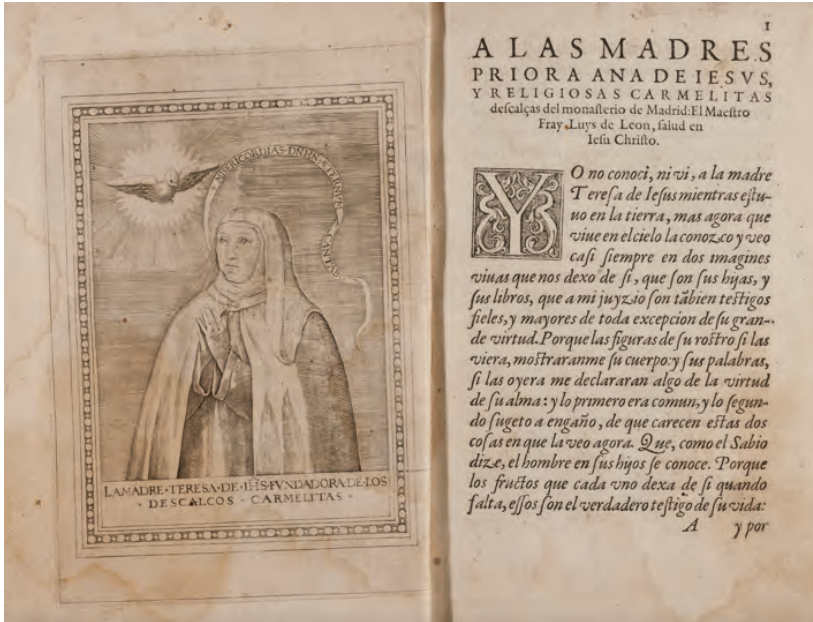 MISERICORDIAS DNI IN ETERNVN
CANTABO
LA MADRE · TERESA · DE · IHS · FVNDADORA · DE · LOS
· DESCALCOS · CARMELITAS ·
1
A LAS MADRES
PRIORA ANA DE IESVS,
Y RELIGIOSAS CARMELITAS
descalças del monasterio de Madrid: El Maestro
Fray Luys de Leon, salud en
Iesu Christo.
YO no conoci, ni vi, a la madre
Teresa de Iesus mientras estu-
uo en la tierra, mas agora que
viue en el cielo la conozco y veo
casi siempre en dos imagines
viuas que nos dexo de si, que son sus hijas, y
sus libros, que a mi juyzio son tãbien testigos
fieles, y mayores de toda excepcion de su gran-
de virtud. Porque las figuras de su rostro si las
viera, mostraranme su cuerpo: y sus palabras,
si las oyera me declararan algo de la virtud
de su alma: y lo primero era comun, y lo segun-
do sugeto a engaño, de que carecen estas dos
cosas en que la veo agora. Que, como el Sabio
dize, el hombre en sus hijos se conoce. Porque
los fructos que cada vno dexa de si quando
falta, essos son el verdadero testigo de su vida:
A y por